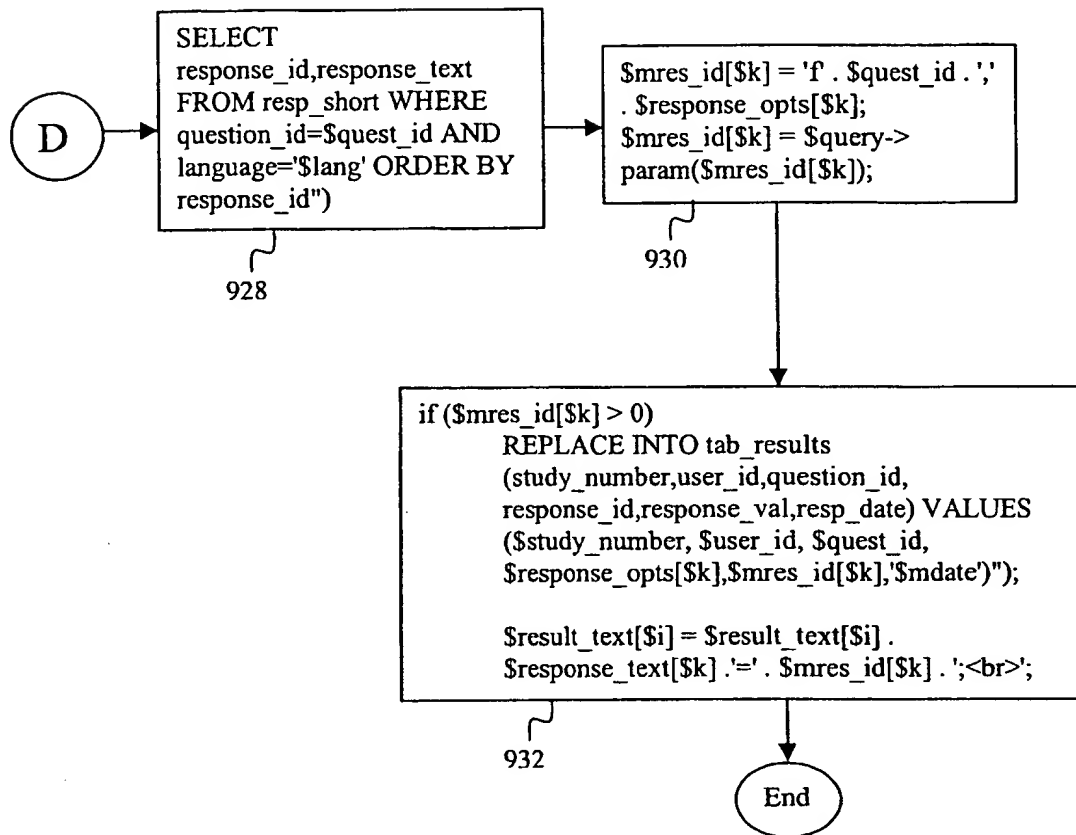 D
SELECT
response_id,response_text
FROM resp_short WHERE
question_id=$quest_id AND
language='$lang' ORDER BY
response_id")
928
$mres_id[$k] = 'f' . $quest_id . ','
. $response_opts[$k];
$mres_id[$k] = $query->
param($mres_id[$k]);
930
if ($mres_id[$k] > 0)
REPLACE INTO tab_results
(study_number,user_id,question_id,
response_id,response_val,resp_date) VALUES
($study_number, $user_id, $quest_id,
$response_opts[$k],$mres_id[$k],'$mdate')");
$result_text[$i] = $result_text[$i] .
$response_text[$k] .'=' . $mres_id[$k] . ';<br>';
932
End